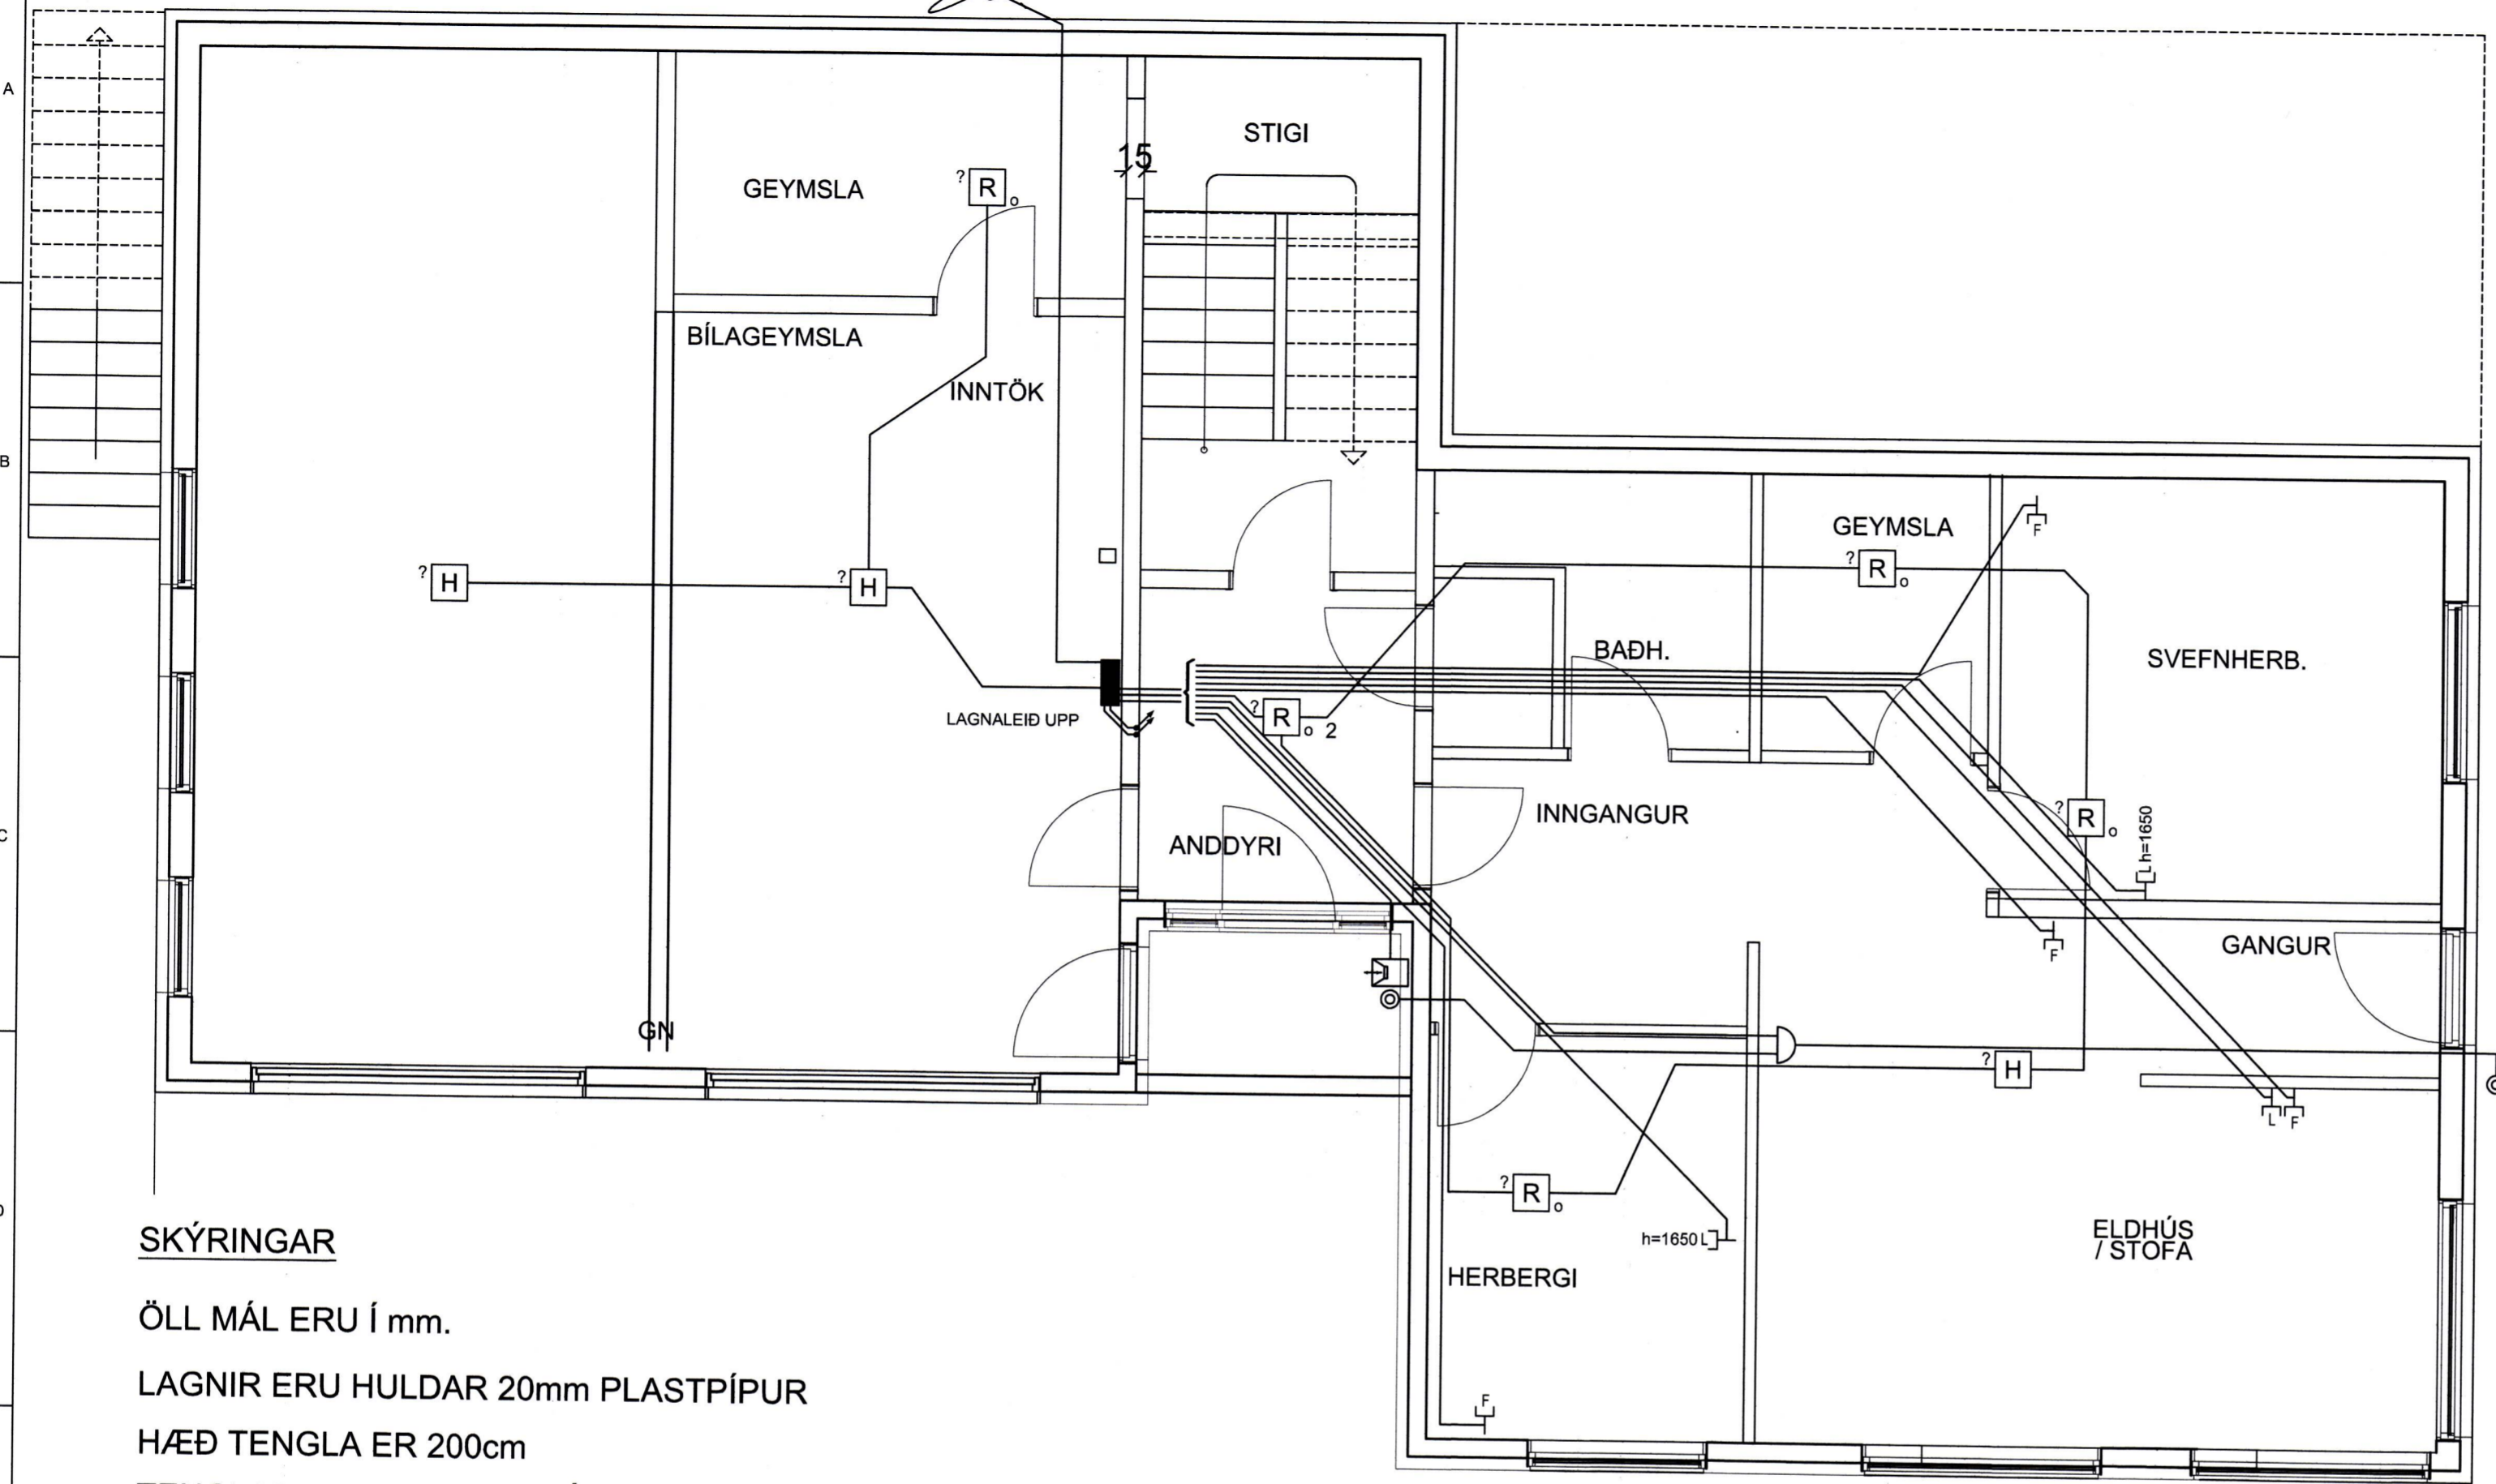 A
STIGI
15
GEYMSLA
? R o
BÍLAGEYMSLA
INNTÖK
B
GEYMSLA
F
? R o
? H
? H
BAÐH.
SVEFNHERB.
LAGNALEIÐ UPP
? R o 2
INNGANGUR
? R o
L h=1650
C
ANDDYRI
GANGUR
F
GN
? H
L F
? R o
SKÝRINGAR
h=1650 L
ELDHÚS
/ STOFA
HERBERGI
ÖLL MÁL ERU Í mm.
LAGNIR ERU HULDAR 20mm PLASTPÍPUR
F
HÆÐ TENGLA ER 200cm